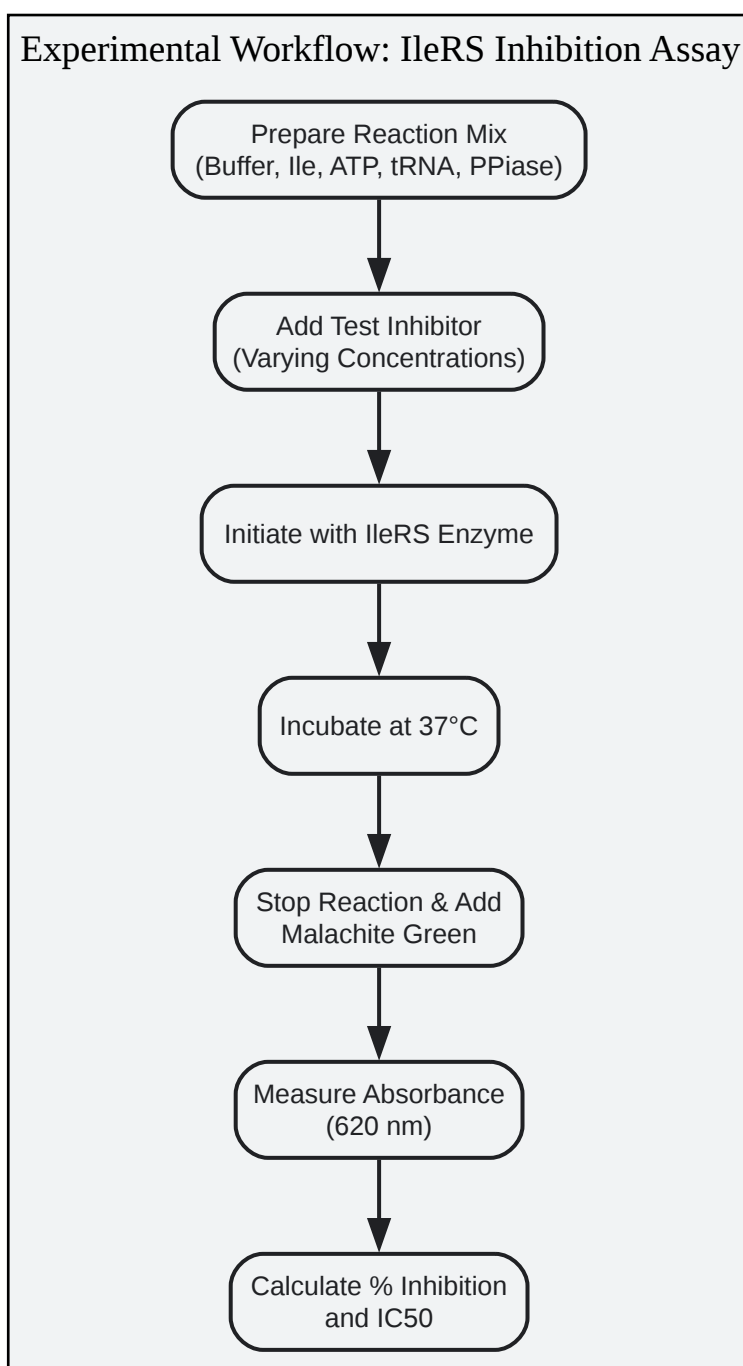 Experimental Workflow: IleRS Inhibition Assay
Prepare Reaction Mix
(Buffer, Ile, ATP, tRNA, PPiase)
Add Test Inhibitor
(Varying Concentrations)
Initiate with IleRS Enzyme
Incubate at 37°C
Stop Reaction & Add
Malachite Green
Measure Absorbance
(620 nm)
Calculate % Inhibition
and IC50